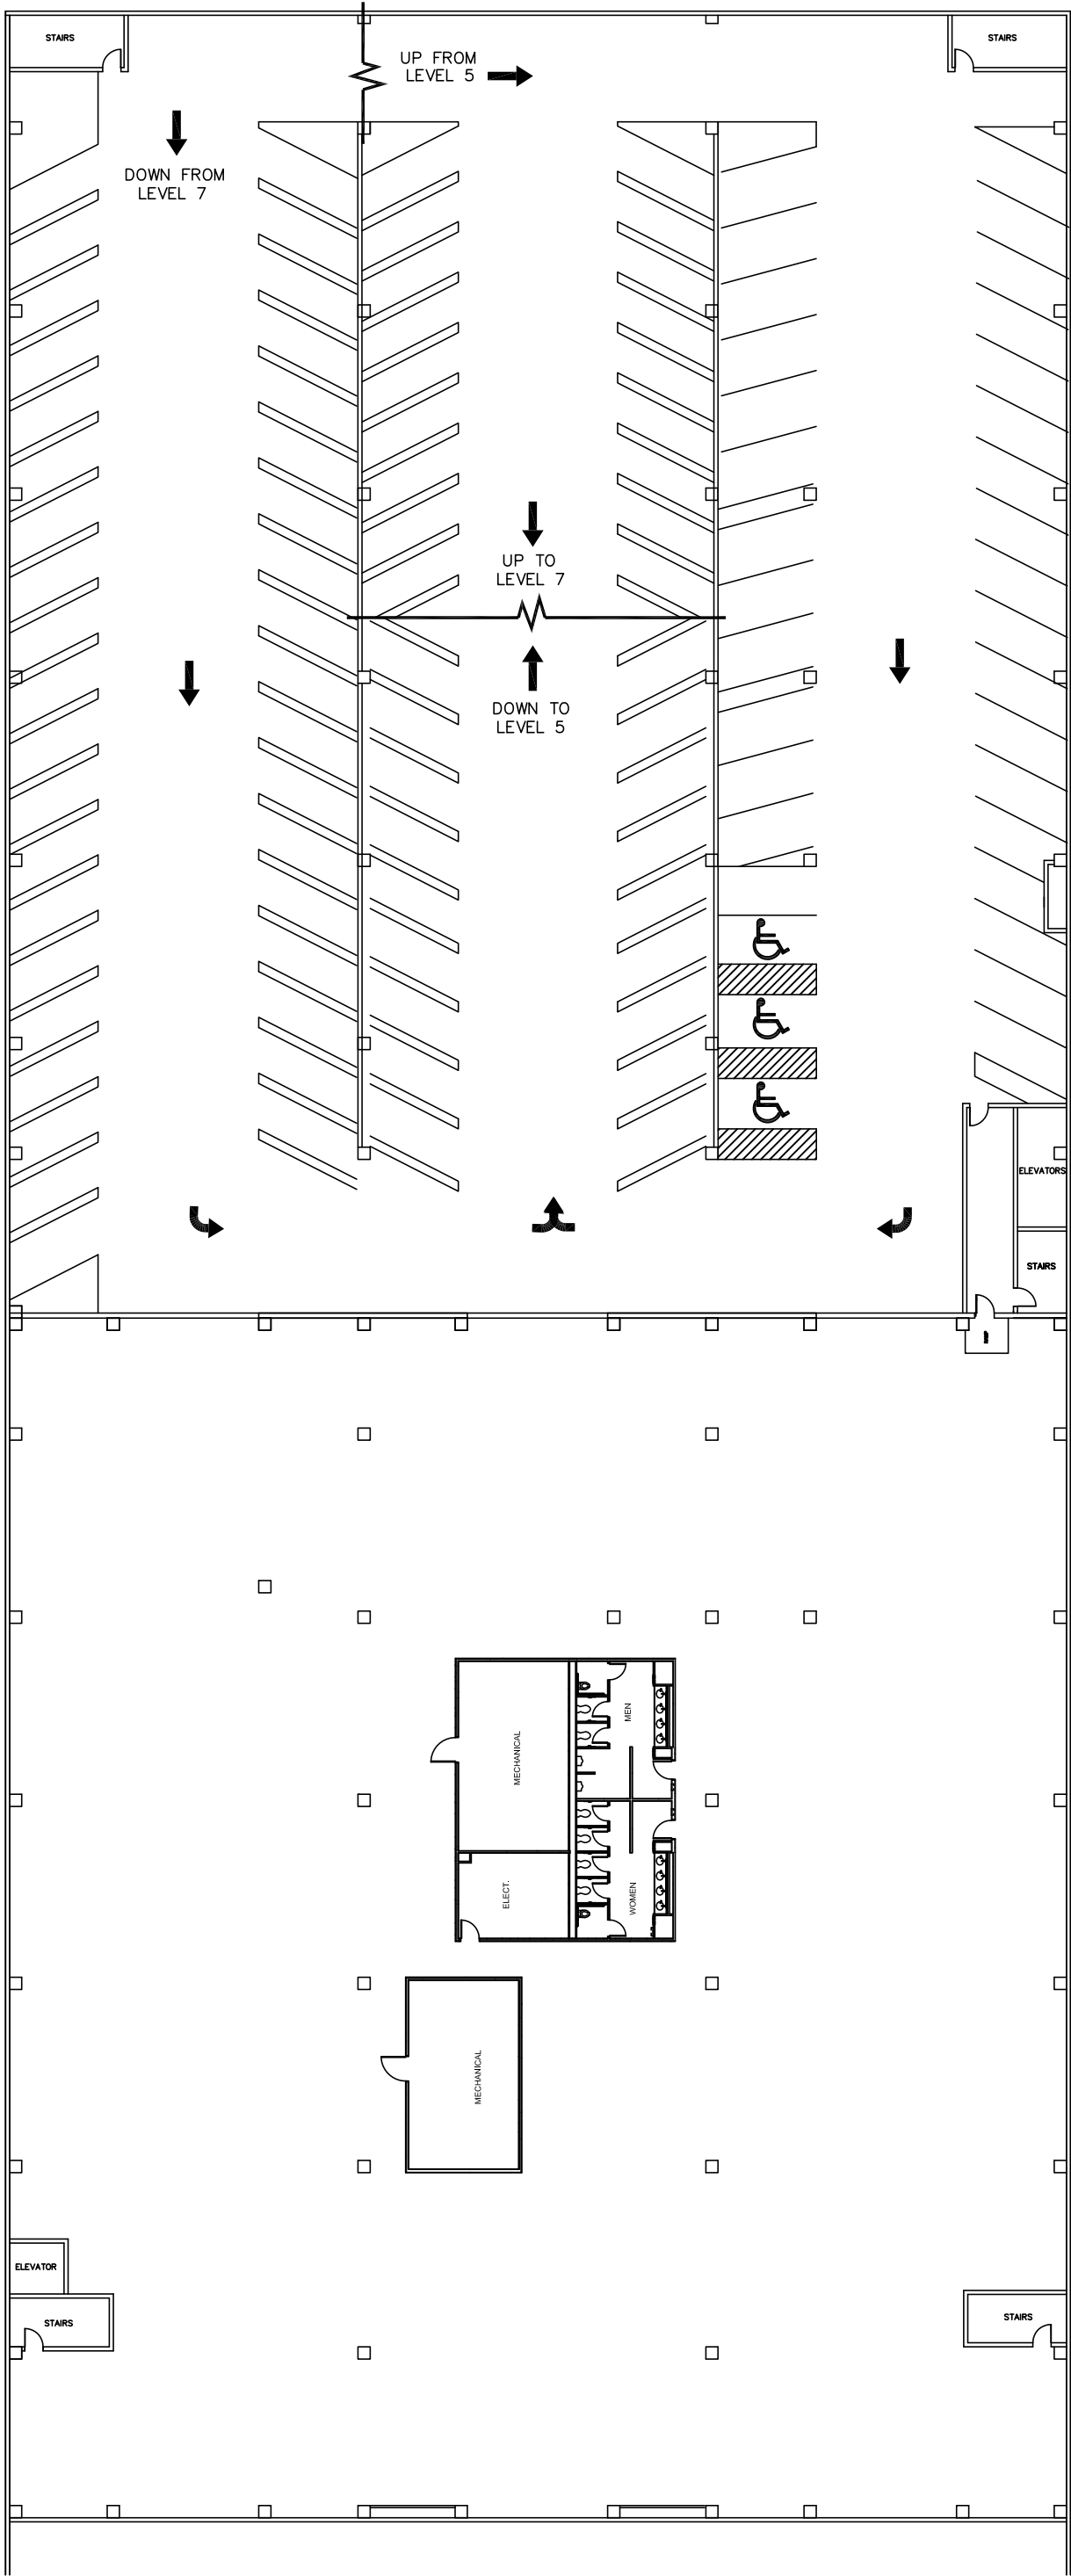 STAIRS
STAIRS
UP FROM
LEVEL 5
DOWN FROM
LEVEL 7
UP TO
LEVEL 7
DOWN TO
LEVEL 5
ELEVATORS
STAIRS
MEN
MECHANICAL
ELECT.
WOMEN
MECHANICAL
ELEVATOR
STAIRS
STAIRS